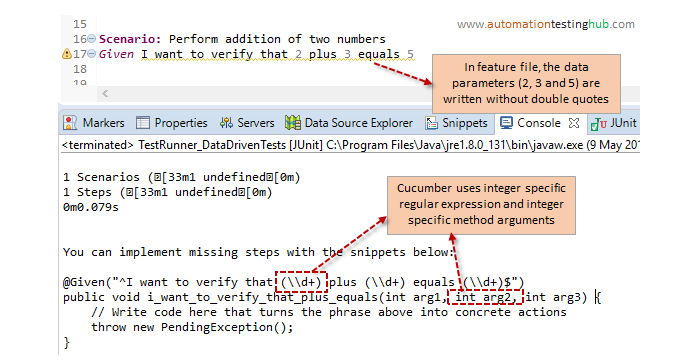 www.automationtestinghub.com
15
16 Scenario: Perform addition of two numbers
17 Given I want to verify that 2 plus 3 equals 5
18
19
In feature file, the data
parameters (2, 3 and 5) are
written without double quotes
Markers Properties Servers Data Source Explorer Snippets Console JUnit
<terminated> TestRunner_DataDrivenTests [JUnit] C:\Program Files\Java\jre1.8.0_131\bin\javaw.exe (9 May 201
1 Scenarios ([33m1 undefined[0m)
1 Steps ([33m1 undefined[0m)
0m0.079s
Cucumber uses integer specific
regular expression and integer
specific method arguments
You can implement missing steps with the snippets below:
@Given("^I want to verify that (\\d+) plus (\\d+) equals (\\d+)$")
public void i_want_to_verify_that_plus_equals(int arg1, int arg2, int arg3) {
// Write code here that turns the phrase above into concrete actions
throw new PendingException();
}